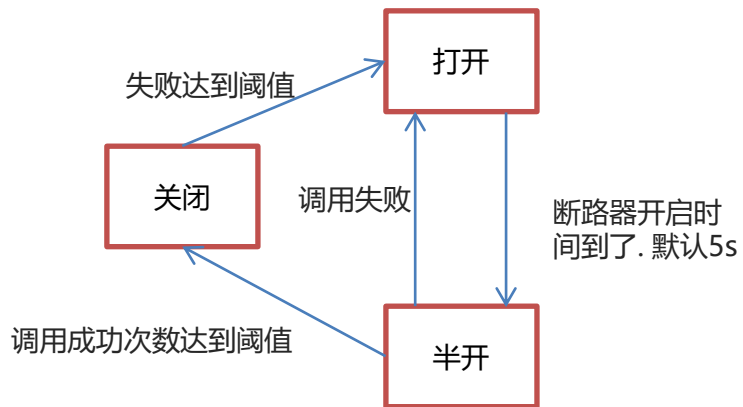 打开
失败达到阈值
关闭
调用失败
断路器开启时
间到了. 默认5s
调用成功次数达到阈值
半开